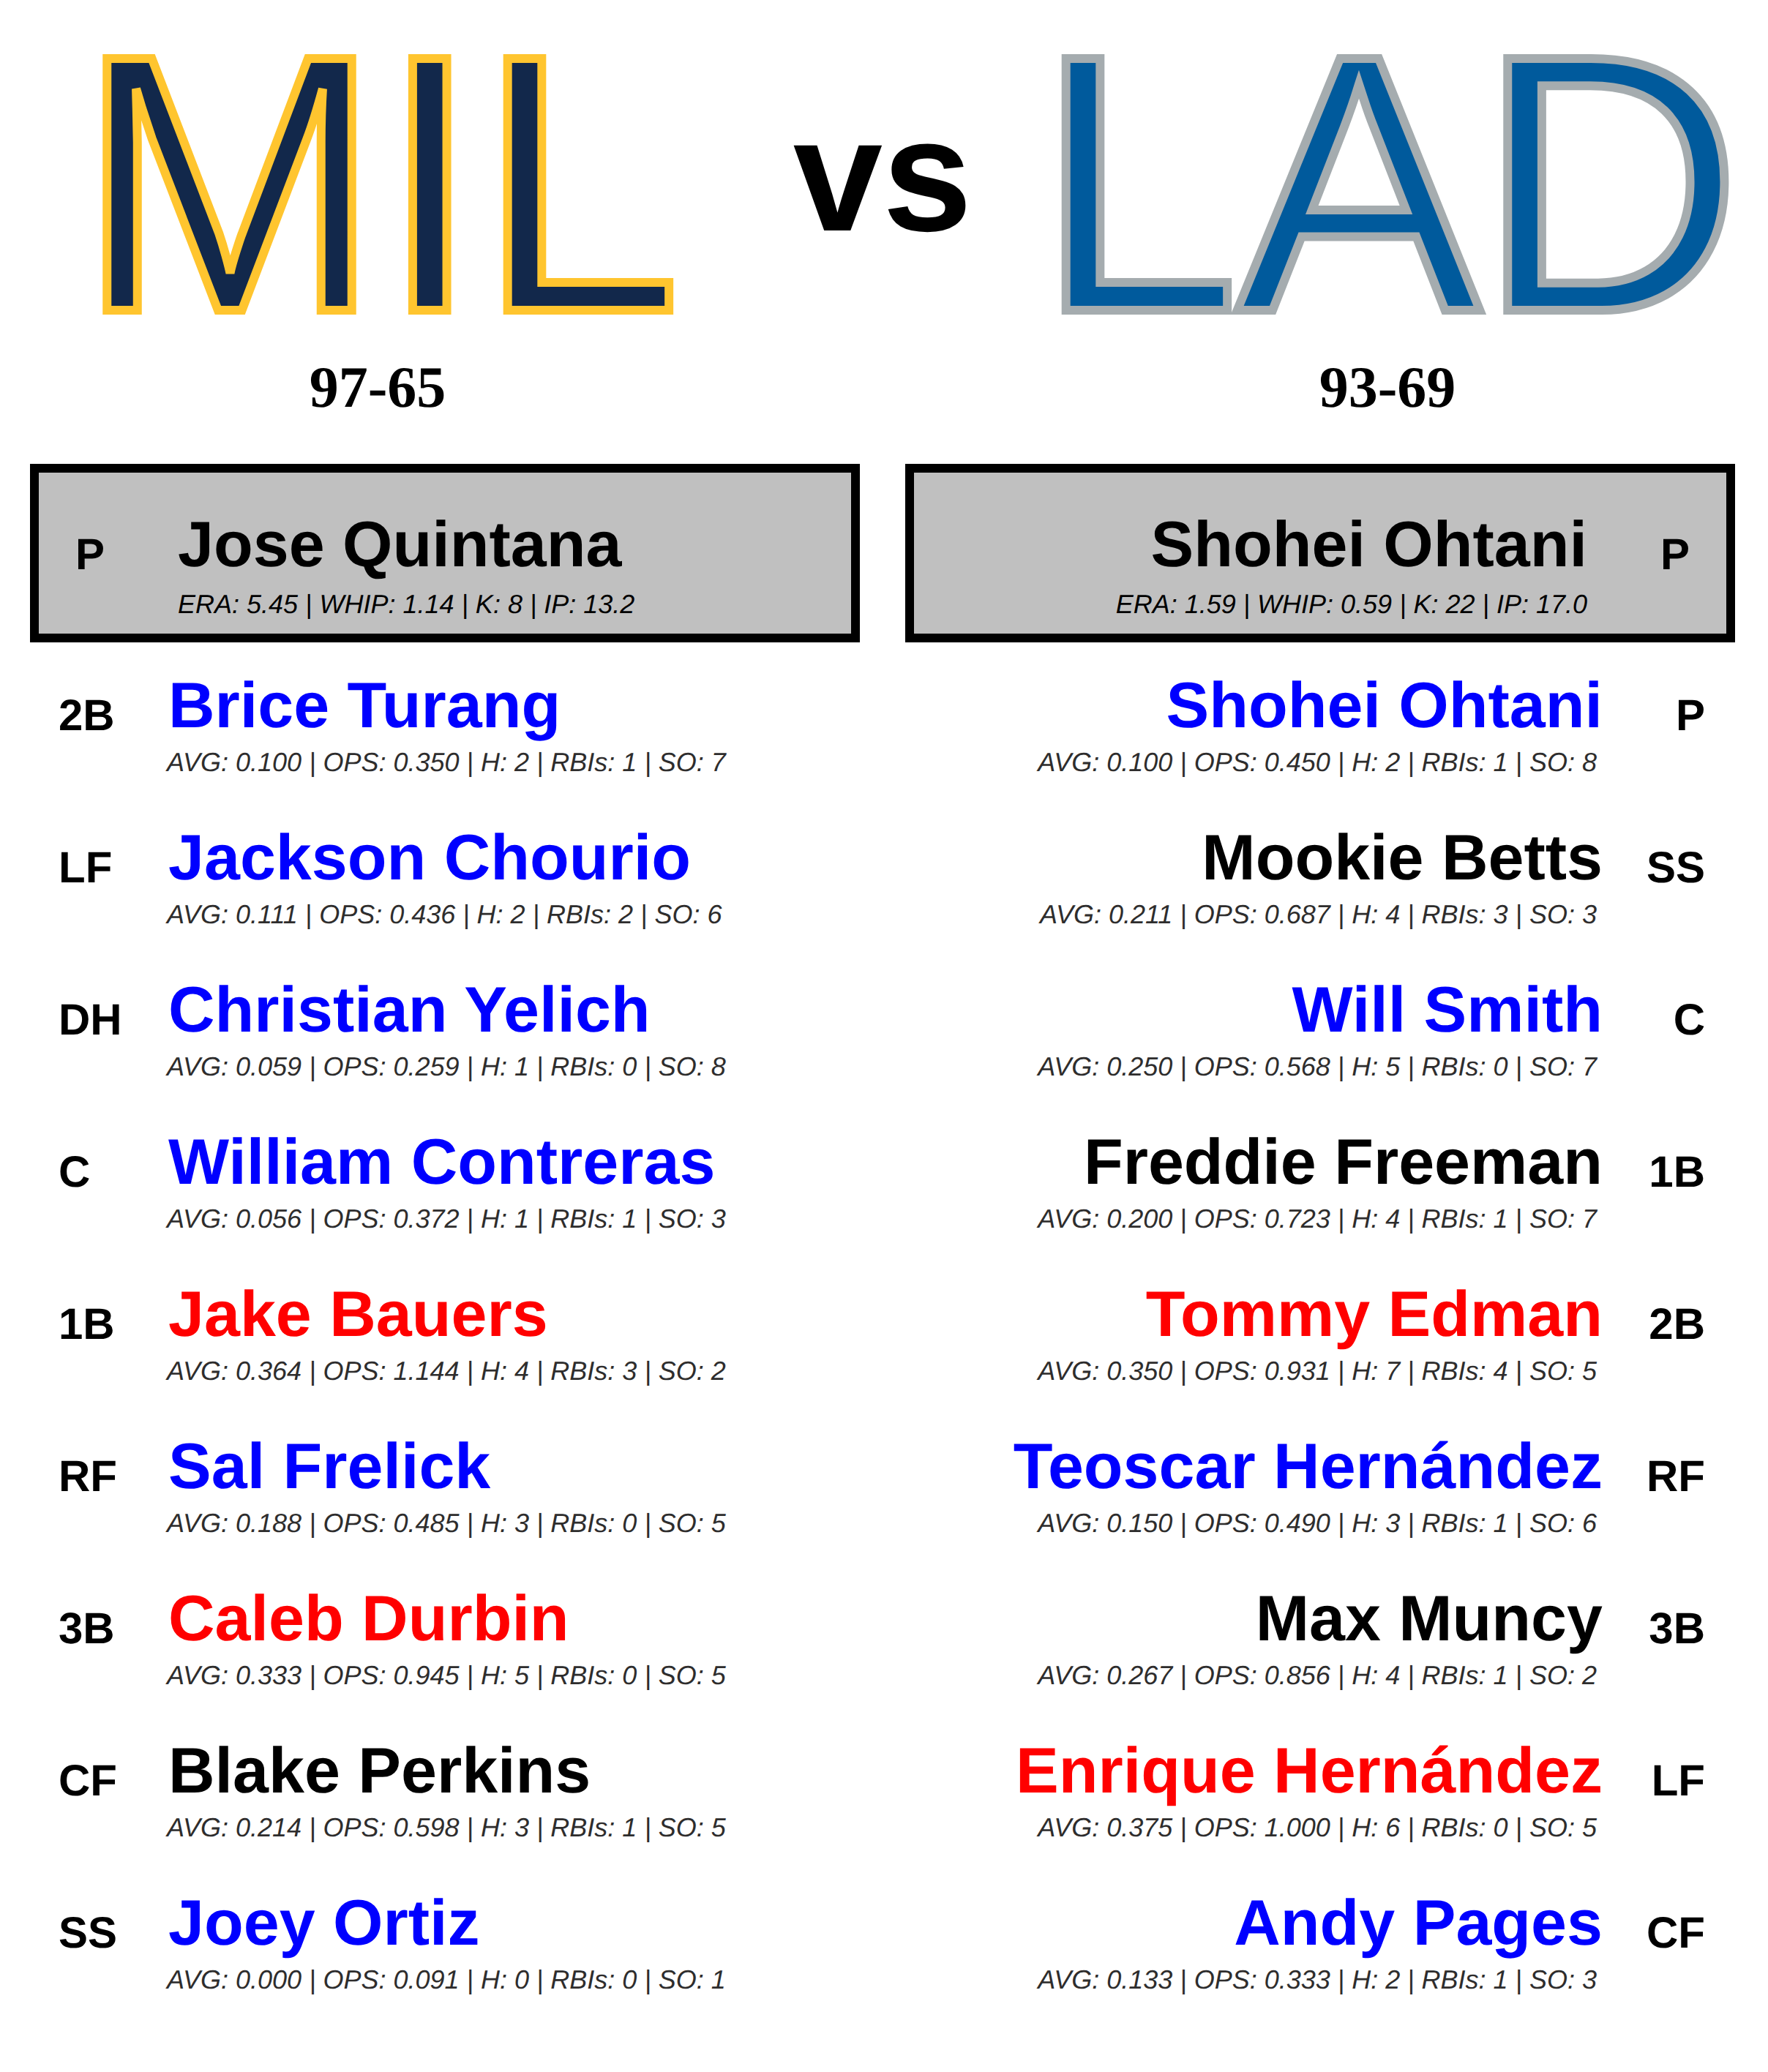 MIL vs LAD
97-65 93-69
P Jose Quintana
ERA: 5.45 | WHIP: 1.14 | K: 8 | IP: 13.2
Shohei Ohtani P
ERA: 1.59 | WHIP: 0.59 | K: 22 | IP: 17.0
2B Brice Turang
AVG: 0.100 | OPS: 0.350 | H: 2 | RBIs: 1 | SO: 7
LF Jackson Chourio
AVG: 0.111 | OPS: 0.436 | H: 2 | RBIs: 2 | SO: 6
DH Christian Yelich
AVG: 0.059 | OPS: 0.259 | H: 1 | RBIs: 0 | SO: 8
C William Contreras
AVG: 0.056 | OPS: 0.372 | H: 1 | RBIs: 1 | SO: 3
1B Jake Bauers
AVG: 0.364 | OPS: 1.144 | H: 4 | RBIs: 3 | SO: 2
RF Sal Frelick
AVG: 0.188 | OPS: 0.485 | H: 3 | RBIs: 0 | SO: 5
3B Caleb Durbin
AVG: 0.333 | OPS: 0.945 | H: 5 | RBIs: 0 | SO: 5
CF Blake Perkins
AVG: 0.214 | OPS: 0.598 | H: 3 | RBIs: 1 | SO: 5
SS Joey Ortiz
AVG: 0.000 | OPS: 0.091 | H: 0 | RBIs: 0 | SO: 1
Shohei Ohtani P
AVG: 0.100 | OPS: 0.450 | H: 2 | RBIs: 1 | SO: 8
Mookie Betts SS
AVG: 0.211 | OPS: 0.687 | H: 4 | RBIs: 3 | SO: 3
Will Smith C
AVG: 0.250 | OPS: 0.568 | H: 5 | RBIs: 0 | SO: 7
Freddie Freeman 1B
AVG: 0.200 | OPS: 0.723 | H: 4 | RBIs: 1 | SO: 7
Tommy Edman 2B
AVG: 0.350 | OPS: 0.931 | H: 7 | RBIs: 4 | SO: 5
Teoscar Hernández RF
AVG: 0.150 | OPS: 0.490 | H: 3 | RBIs: 1 | SO: 6
Max Muncy 3B
AVG: 0.267 | OPS: 0.856 | H: 4 | RBIs: 1 | SO: 2
Enrique Hernández LF
AVG: 0.375 | OPS: 1.000 | H: 6 | RBIs: 0 | SO: 5
Andy Pages CF
AVG: 0.133 | OPS: 0.333 | H: 2 | RBIs: 1 | SO: 3